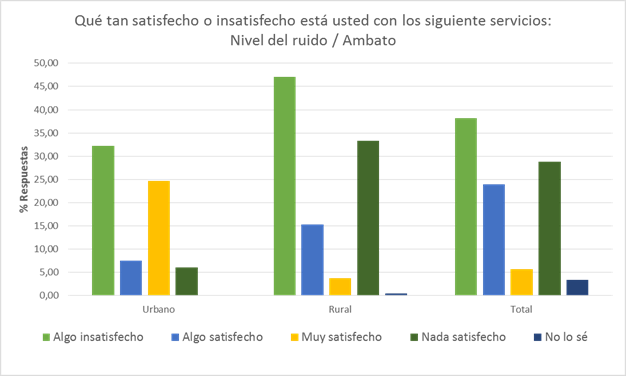 Qué tan satisfecho o insatisfecho está usted con los siguiente servicios:
Nivel del ruido / Ambato
50,00
45,00
40,00
35,00
30,00
25,00
20,00
15,00
10,00
5,00
0,00
% Respuestas
Urbano Rural Total
Algo insatisfecho Algo satisfecho Muy satisfecho Nada satisfecho No lo sé